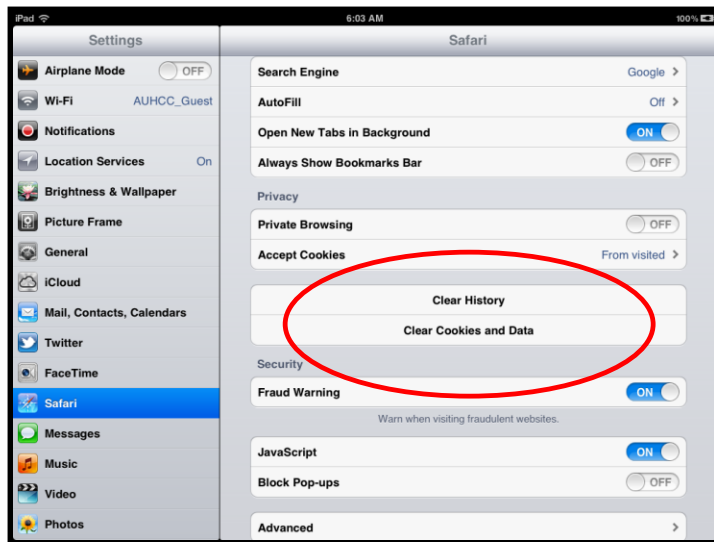 iPad 6:03 AM 100%
Settings
Airplane Mode OFF
Wi-Fi AUHCC_Guest
Notifications
Location Services On
Brightness & Wallpaper
Picture Frame
General
iCloud
Mail, Contacts, Calendars
Twitter
FaceTime
Safari
Messages
Music
Video
Photos
Safari
Search Engine Google
AutoFill Off
Open New Tabs in Background ON
Always Show Bookmarks Bar OFF
Privacy
Private Browsing OFF
Accept Cookies From visited
Clear History
Clear Cookies and Data
Security
Fraud Warning ON
Warn when visiting fraudulent websites.
JavaScript ON
Block Pop-ups OFF
Advanced